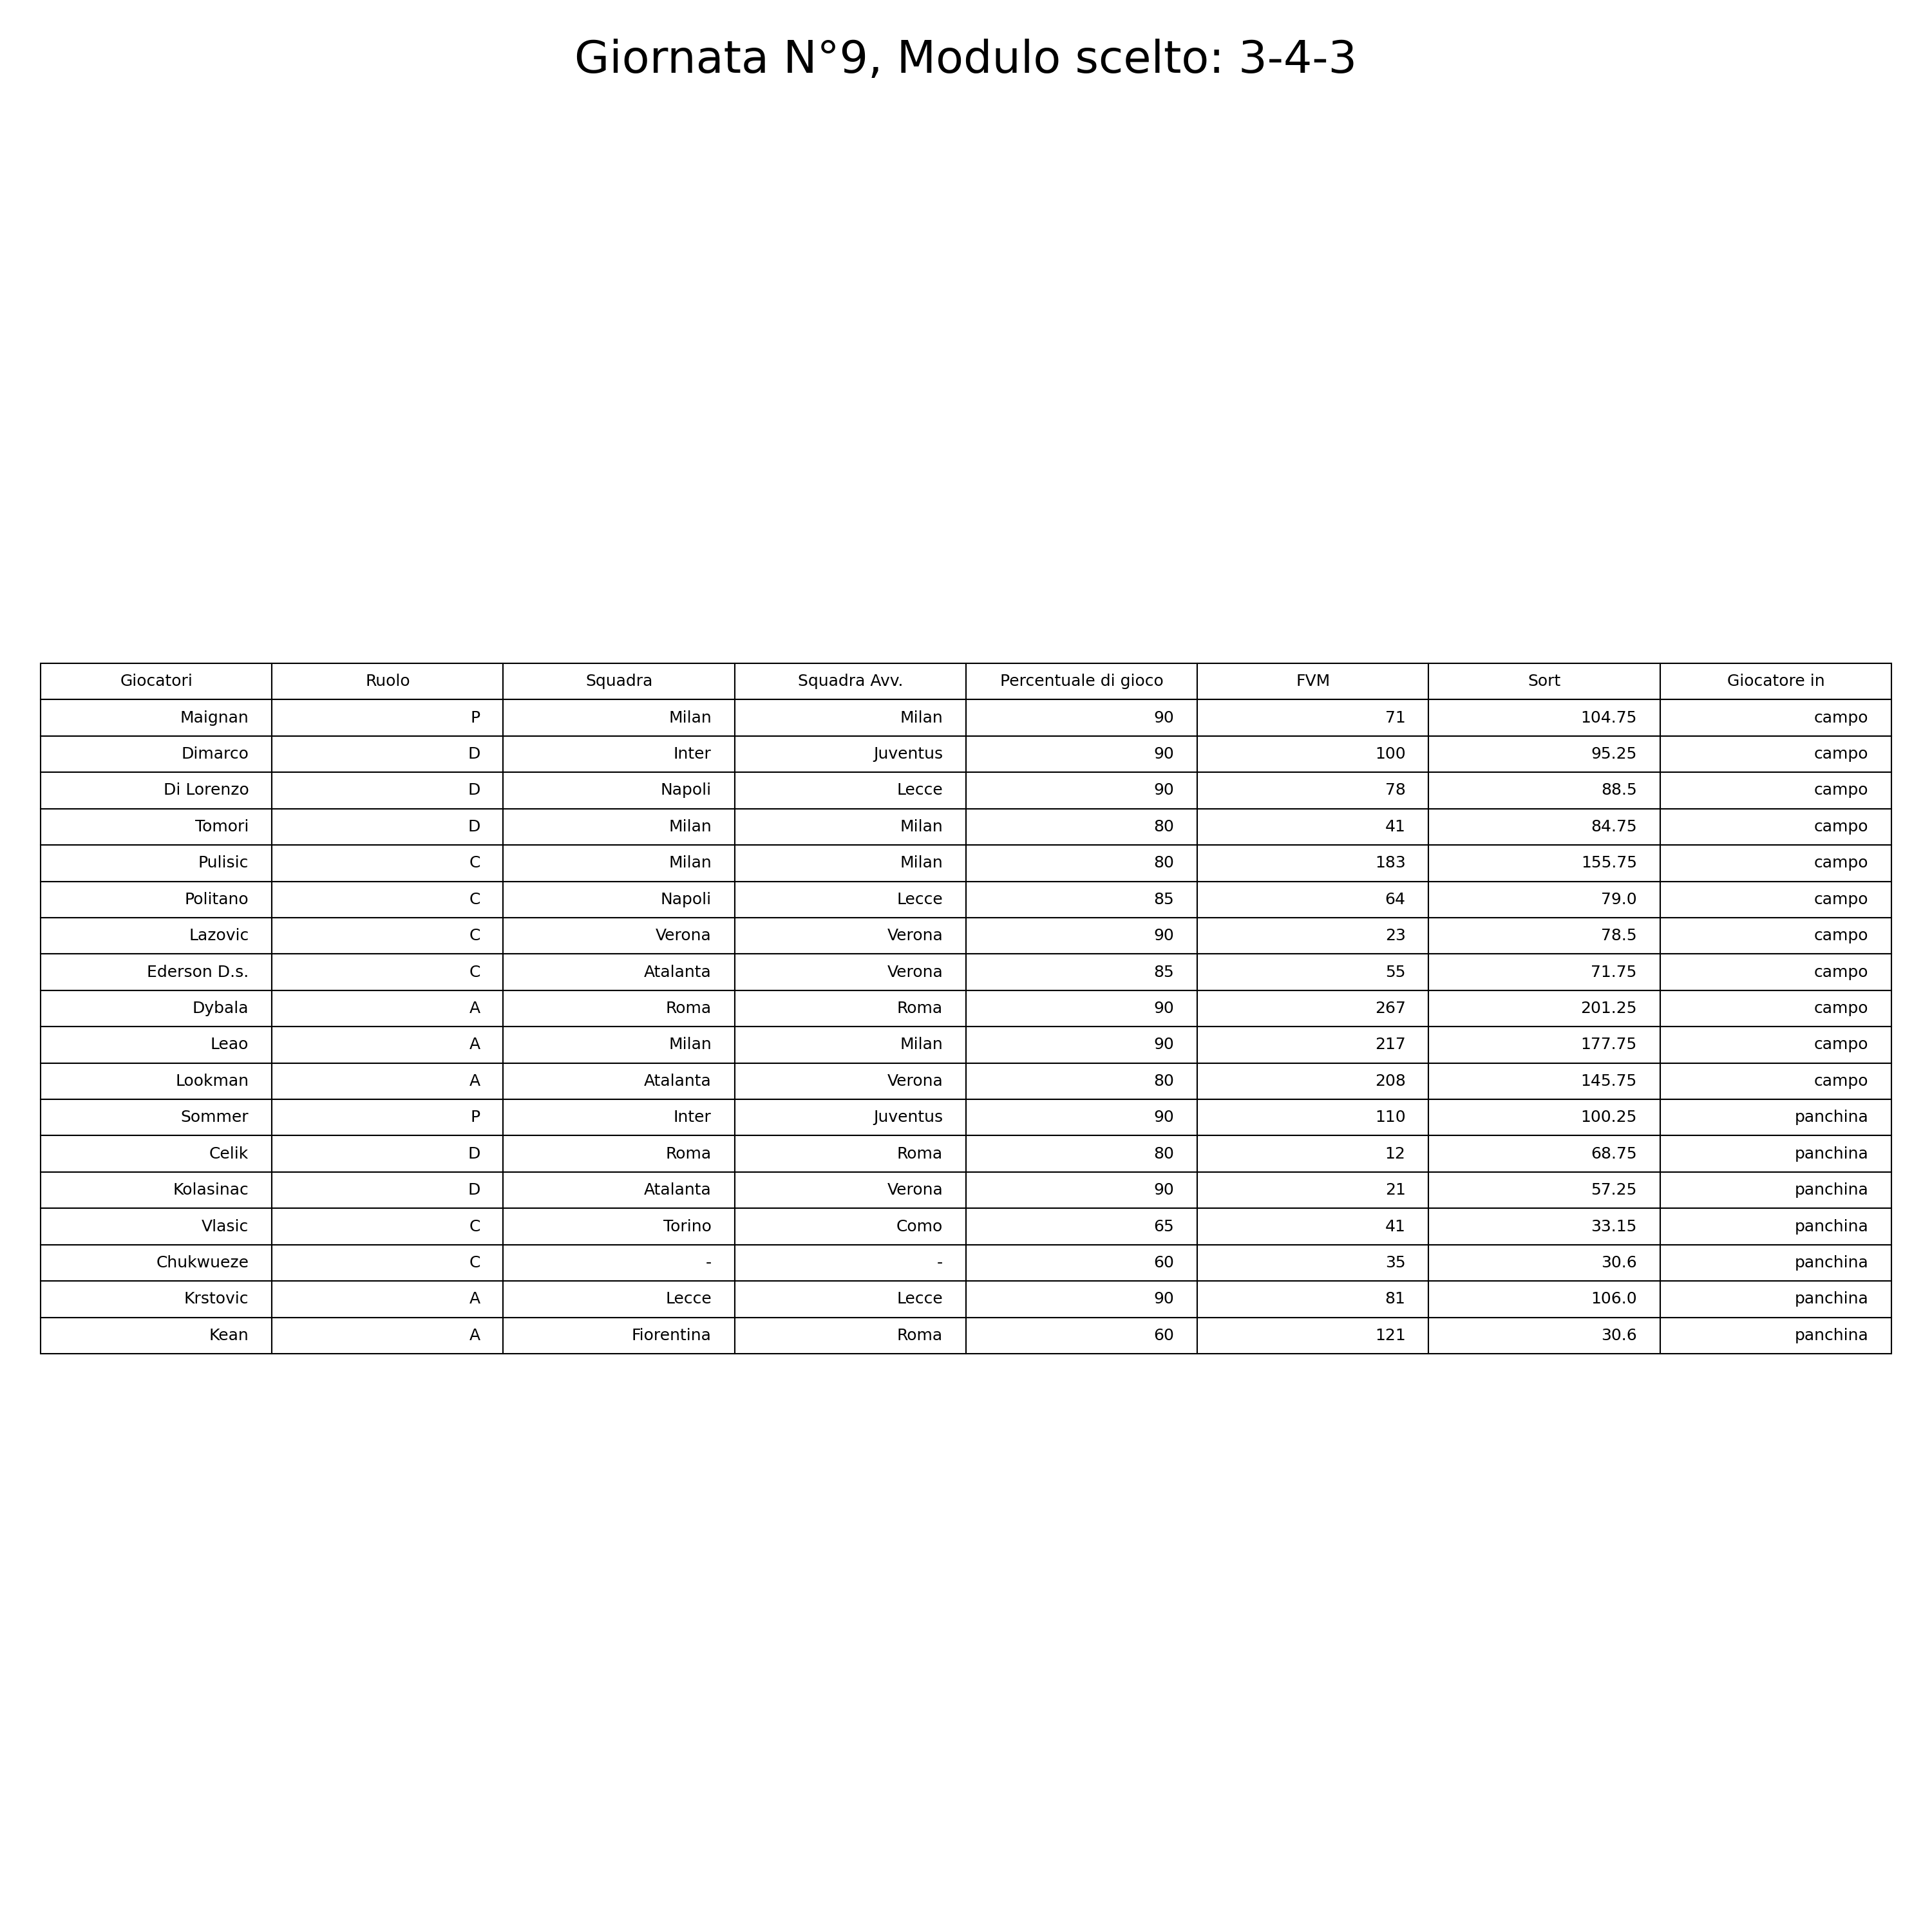 Giornata N°9, Modulo scelto: 3-4-3
Giocatori Ruolo Squadra Squadra Avv. Percentuale di gioco FVM Sort Giocatore in
Maignan P Milan Milan 90 71 104.75 campo
Dimarco D Inter Juventus 90 100 95.25 campo
Di Lorenzo D Napoli Lecce 90 78 88.5 campo
Tomori D Milan Milan 80 41 84.75 campo
Pulisic C Milan Milan 80 183 155.75 campo
Politano C Napoli Lecce 85 64 79.0 campo
Lazovic C Verona Verona 90 23 78.5 campo
Ederson D.s. C Atalanta Verona 85 55 71.75 campo
Dybala A Roma Roma 90 267 201.25 campo
Leao A Milan Milan 90 217 177.75 campo
Lookman A Atalanta Verona 80 208 145.75 campo
Sommer P Inter Juventus 90 110 100.25 panchina
Celik D Roma Roma 80 12 68.75 panchina
Kolasinac D Atalanta Verona 90 21 57.25 panchina
Vlasic C Torino Como 65 41 33.15 panchina
Chukwueze C - - 60 35 30.6 panchina
Krstovic A Lecce Lecce 90 81 106.0 panchina
Kean A Fiorentina Roma 60 121 30.6 panchina